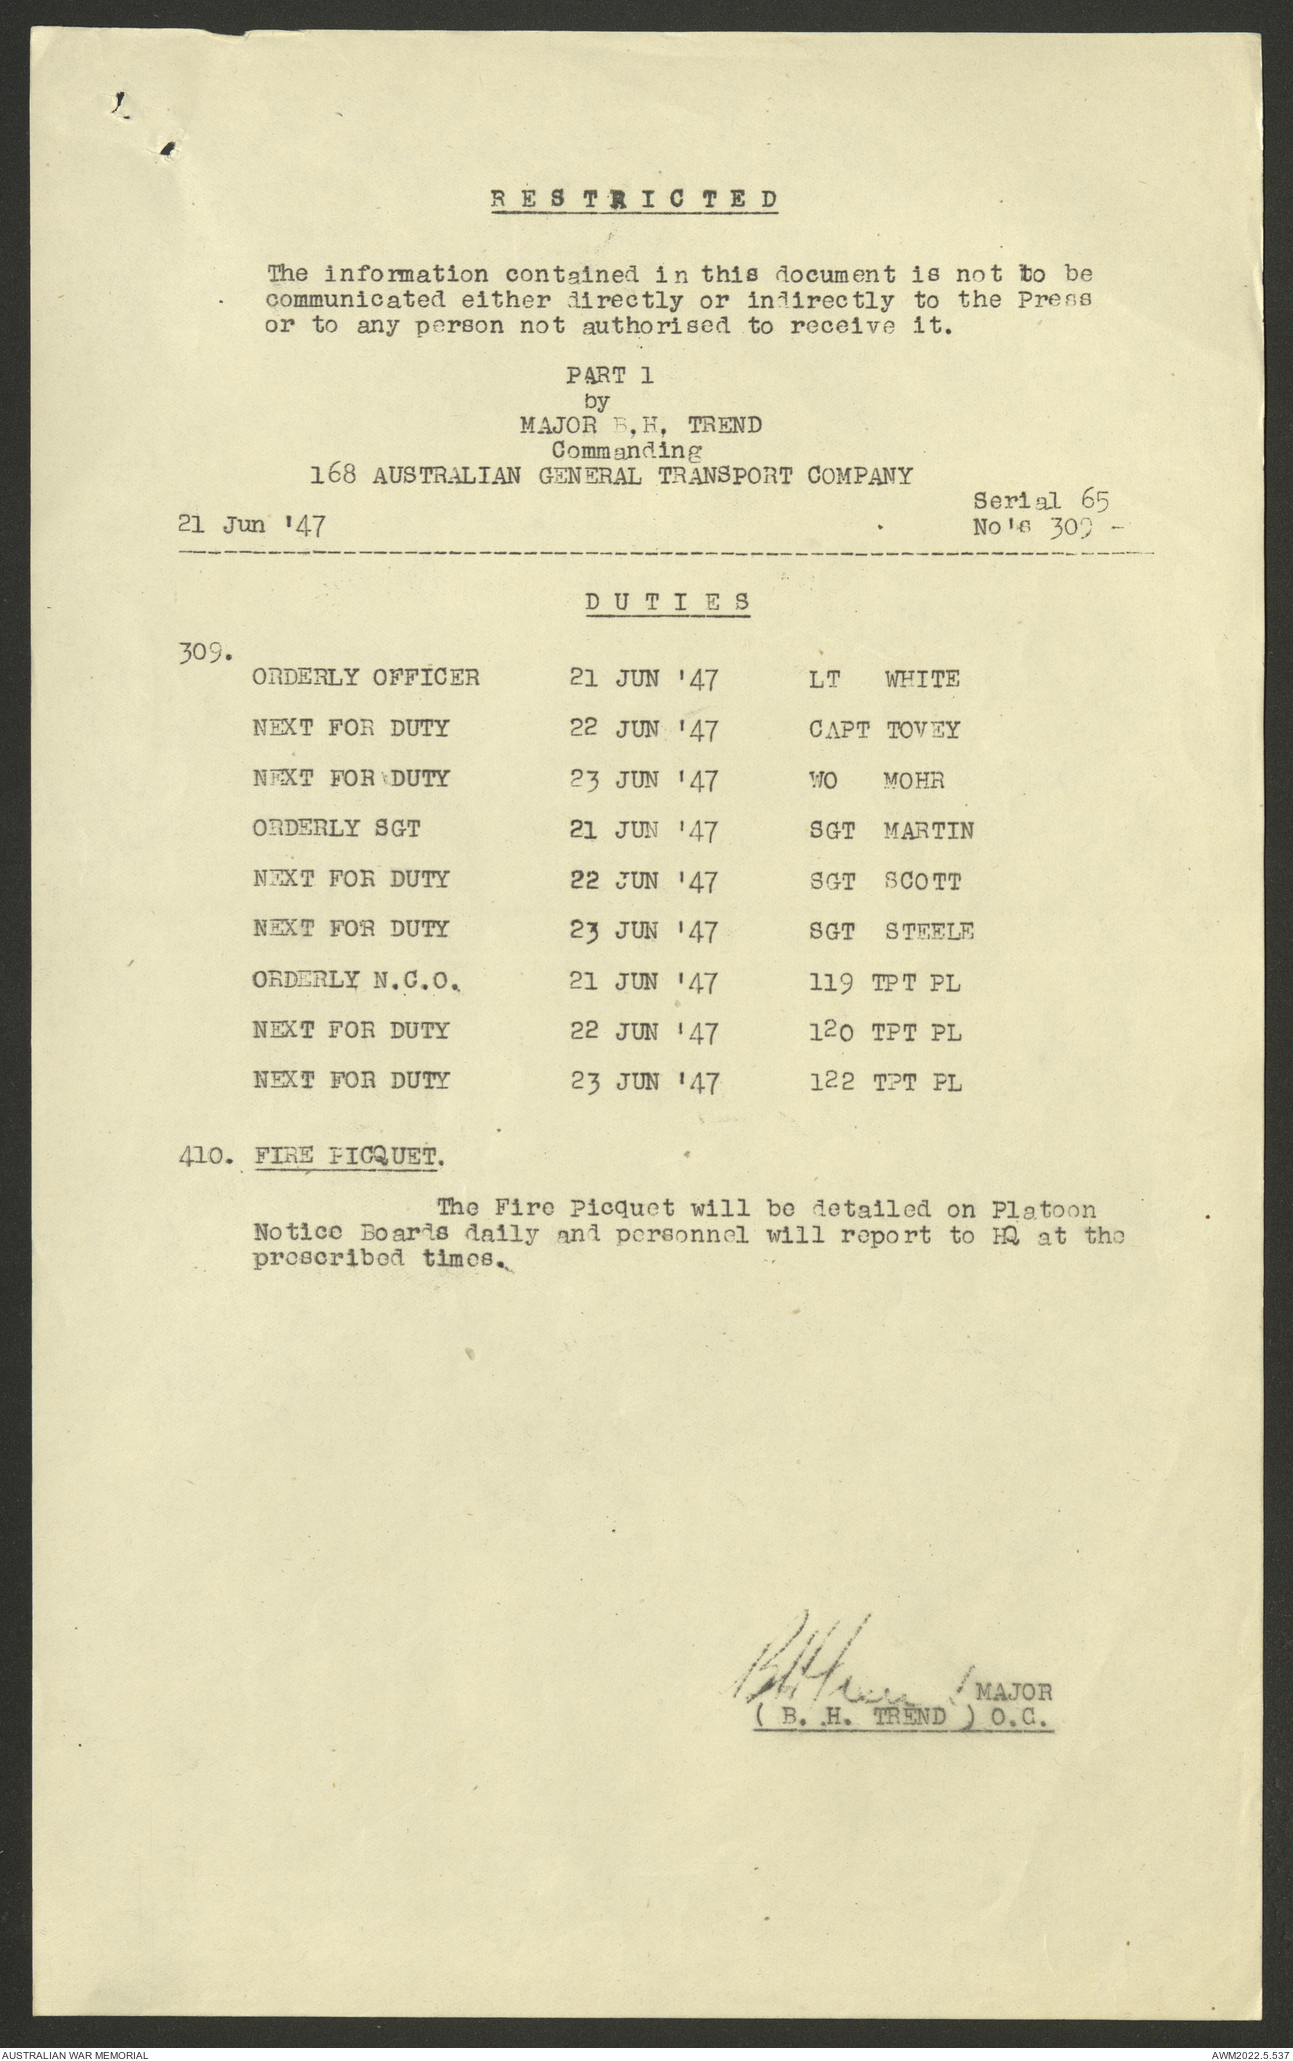 R E S T R I C T E D
The information contained in this document is not to be
communicated either directly or indirectly to the Press
or to any person not authorised to receive it.
PART 1
by
MAJOR B.H. TREND
Commanding
168 AUSTRALIAN GENERAL TRANSPORT COMPANY
Serial 65
21 Jun '47 No's 309 -
D U T I E S
309.
ORDERLY OFFICER 21 JUN '47 LT WHITE
NEXT FOR DUTY 22 JUN '47 CAPT TOVEY
NEXT FOR DUTY 23 JUN '47 WO MOHR
ORDERLY SGT 21 JUN '47 SGT MARTIN
NEXT FOR DUTY 22 JUN '47 SGT SCOTT
NEXT FOR DUTY 23 JUN '47 SGT STEELE
ORDERLY N.C.O. 21 JUN '47 119 TPT PL
NEXT FOR DUTY 22 JUN '47 120 TPT PL
NEXT FOR DUTY 23 JUN '47 122 TPT PL
410. FIRE PICQUET.
The Fire Picquet will be detailed on Platoon
Notice Boards daily and personnel will report to HQ at the
prescribed times.
BHTrend MAJOR
( B. H. TREND ) O.C.
AUSTRALIAN WAR MEMORIAL AWM2022.5.537